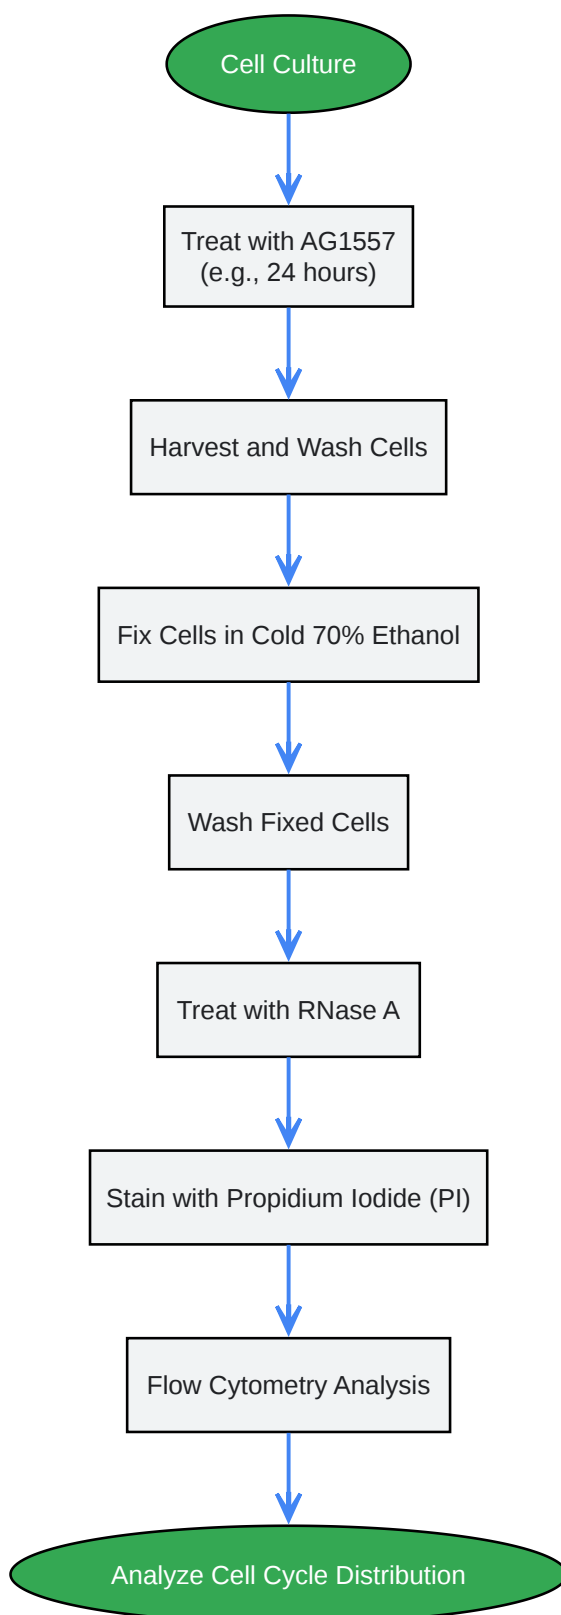 Cell Culture
Treat with AG1557
(e.g., 24 hours)
Harvest and Wash Cells
Fix Cells in Cold 70% Ethanol
Wash Fixed Cells
Treat with RNase A
Stain with Propidium Iodide (PI)
Flow Cytometry Analysis
Analyze Cell Cycle Distribution